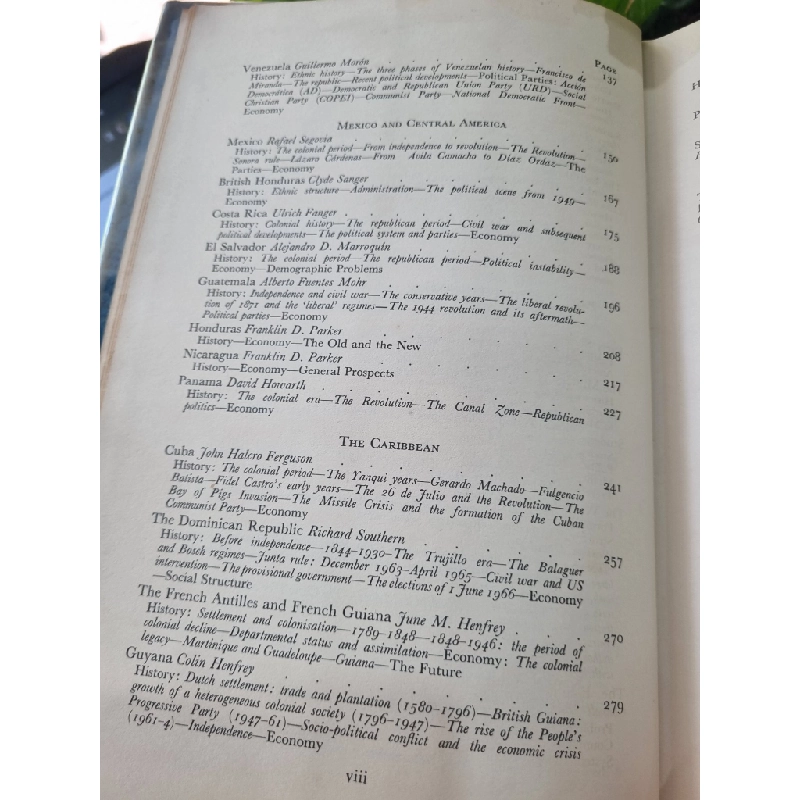 PAGE
Venezuela Guillermo Morón . . . . . . 137
History: Ethnic history—The three phases of Venezuelan history—Francisco de
Miranda—The republic—Recent political developments—Political Parties: Acción
Democrática (AD)—Democratic and Republican Union Party (URD)—Social
Christian Party (COPEI)—Communist Party—National Democratic Front—
Economy
MEXICO AND CENTRAL AMERICA
Mexico Rafael Segovia . . . . . . 150
History: The colonial period—From independence to revolution—The Revolution—
Sonora rule—Lázaro Cárdenas—From Avila Camacho to Díaz Ordaz—The
Parties—Economy
British Honduras Clyde Sanger . . . . . . 167
History: Ethnic structure—Administration—The political scene from 1949—
Economy
Costa Rica Ulrich Fanger . . . . . . 175
History: Colonial history—The republican period—Civil war and subsequent
political developments—The political system and parties—Economy
El Salvador Alejandro D. Marroquín . . . . . 188
History: The colonial period—The republican period—Political instability—
Economy—Demographic Problems
Guatemala Alberto Fuentes Mohr . . . . . 196
History: Independence and civil war—The conservative years—The liberal revolu-
tion of 1871 and the 'liberal' regimes—The 1944 revolution and its aftermath—
Political parties—Economy
Honduras Franklin D. Parker . . . . . 208
History—Economy—The Old and the New
Nicaragua Franklin D. Parker . . . . . 217
History—Economy—General Prospects
Panama David Howarth . . . . . . 227
History: The colonial era—The Revolution—The Canal Zone—Republican
politics—Economy
THE CARIBBEAN
Cuba John Halcro Ferguson . . . . . . 241
History: The colonial period—The Yanqui years—Gerardo Machado—Fulgencio
Batista—Fidel Castro's early years—The 26 de Julio and the Revolution—The
Bay of Pigs Invasion—The Missile Crisis and the formation of the Cuban
Communist Party—Economy
The Dominican Republic Richard Southern . . . . 257
History: Before independence—1844–1930—The Trujillo era—The Balaguer
and Bosch regimes—Junta rule: December 1963–April 1965—Civil war and US
intervention—The provisional government—The elections of 1 June 1966—Economy
—Social Structure
The French Antilles and French Guiana June M. Henfrey . 270
History: Settlement and colonisation—1789–1848—1848–1946: the period of
colonial decline—Departmental status and assimilation—Economy: The colonial
legacy—Martinique and Guadeloupe—Guiana—The Future
Guyana Colin Henfrey . . . . . . 279
History: Dutch settlement: trade and plantation (1580–1796)—British Guiana:
growth of a heterogeneous colonial society (1796–1947)—The rise of the People's
Progressive Party (1947–61)—Socio-political conflict and the economic crisis
(1961–4)—Independence—Economy
viii